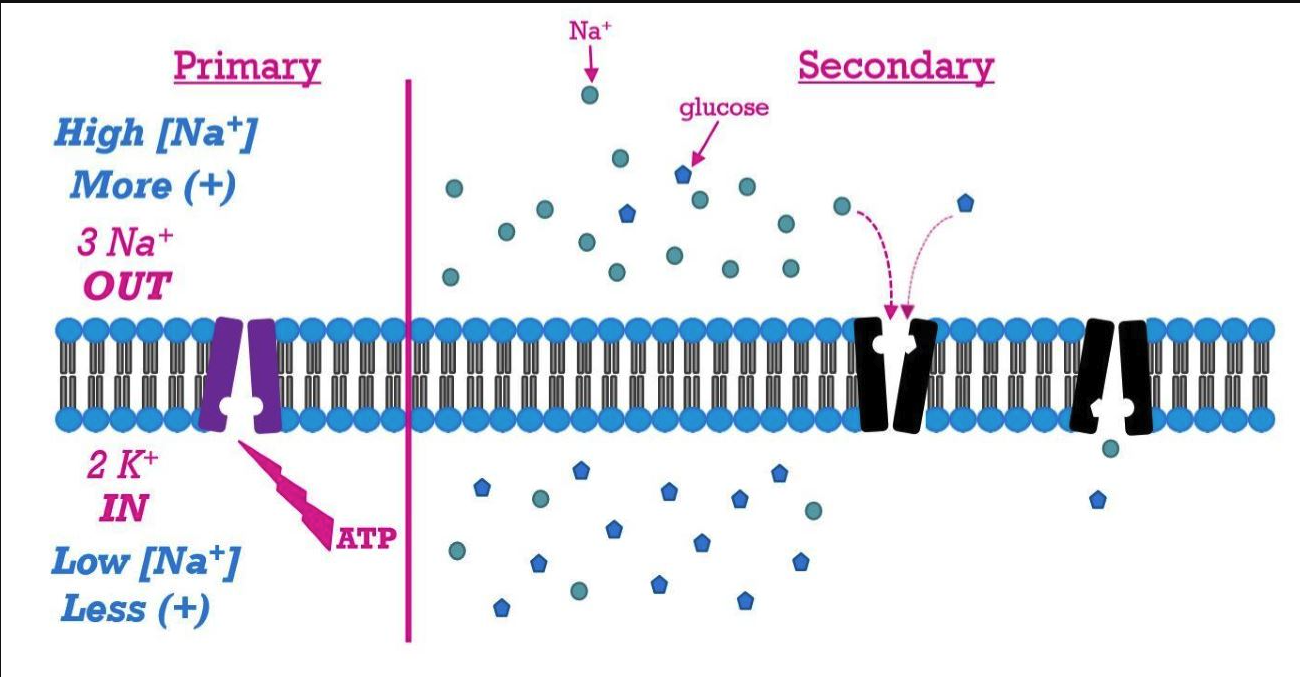 Primary
High [Na⁺]
More (+)
3 Na⁺
OUT
2 K⁺
IN
Low [Na⁺]
Less (+)
ATP
Secondary
Na⁺
glucose